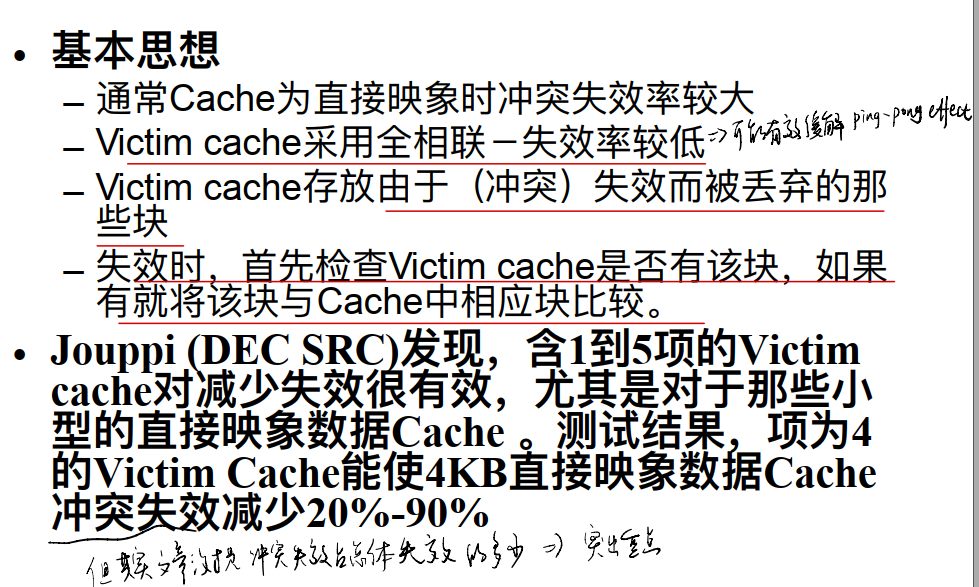 • 基本思想
– 通常Cache为直接映象时冲突失效率较大
– Victim cache采用全相联－失效率较低 => 可能有效缓解 ping-pong effect
– Victim cache存放由于（冲突）失效而被丢弃的那
些块
– 失效时，首先检查Victim cache是否有该块，如果
有就将该块与Cache中相应块比较。
• Jouppi (DEC SRC)发现，含1到5项的Victim
cache对减少失效很有效，尤其是对于那些小
型的直接映象数据Cache 。测试结果，项为4
的Victim Cache能使4KB直接映象数据Cache
冲突失效减少20%-90%
但其实文章没提 冲突失效占总体失效的多少 => 突出重点